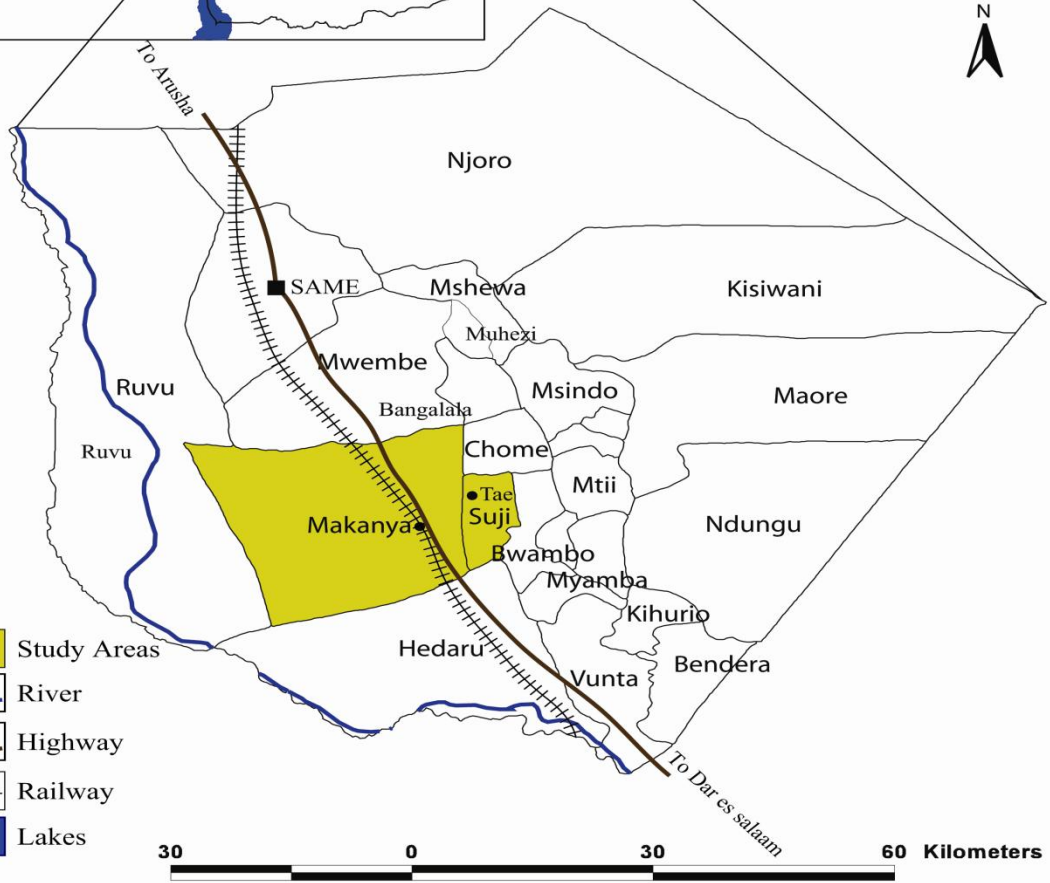 N
To Arusha
Njoro
SAME
Mshewa
Kisiwani
Muhezi
Mwembe
Ruvu
Msindo
Maore
Bangalala
Ruvu
Chome
Mtii
Tae
Suji
Makanya
Ndungu
Bwambo
Myamba
Kihurio
Hedaru
Bendera
Vunta
To Dar es salaam
Study Areas
River
Highway
Railway
Lakes
30 0 30 60 Kilometers